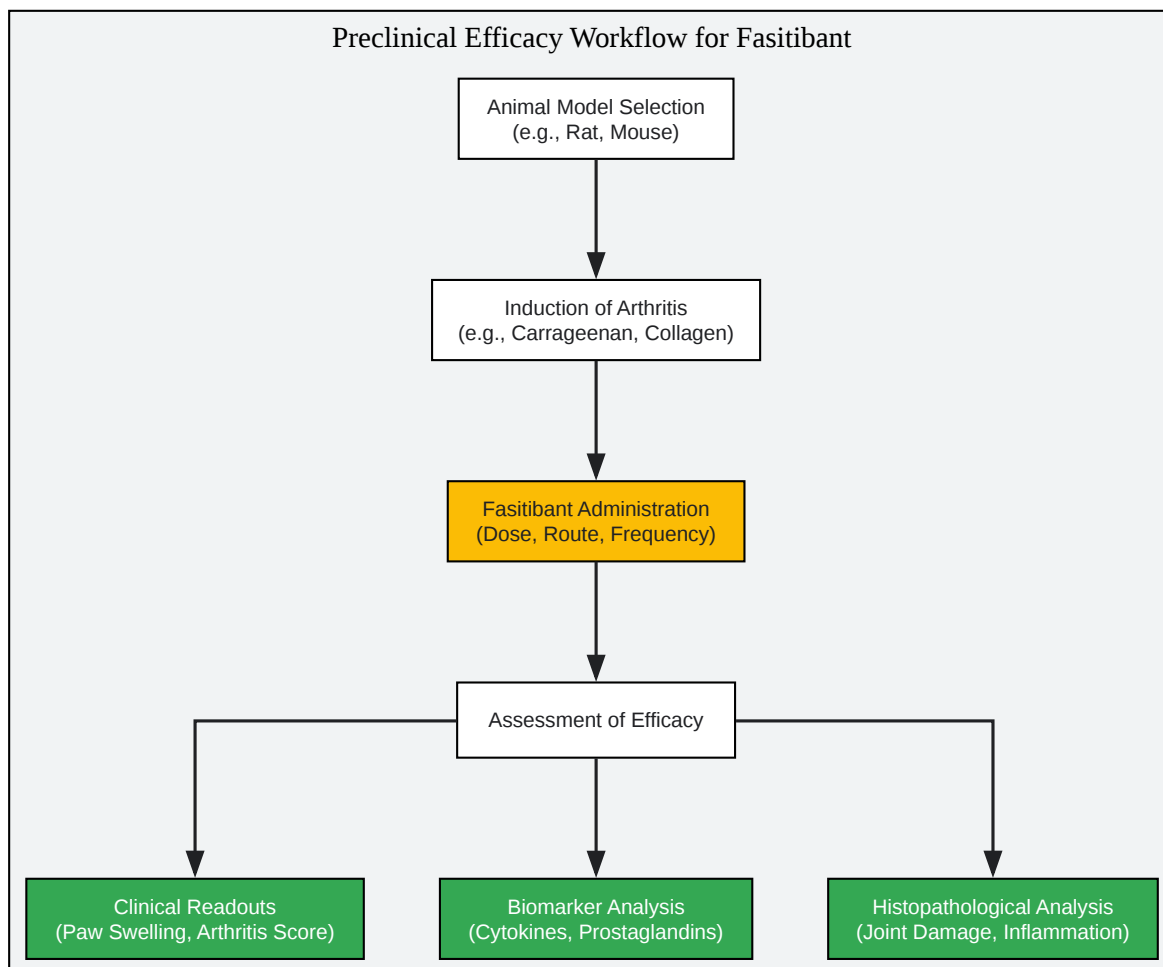 Preclinical Efficacy Workflow for Fasitibant
Animal Model Selection
(e.g., Rat, Mouse)
Induction of Arthritis
(e.g., Carrageenan, Collagen)
Fasitibant Administration
(Dose, Route, Frequency)
Assessment of Efficacy
Clinical Readouts
(Paw Swelling, Arthritis Score)
Biomarker Analysis
(Cytokines, Prostaglandins)
Histopathological Analysis
(Joint Damage, Inflammation)